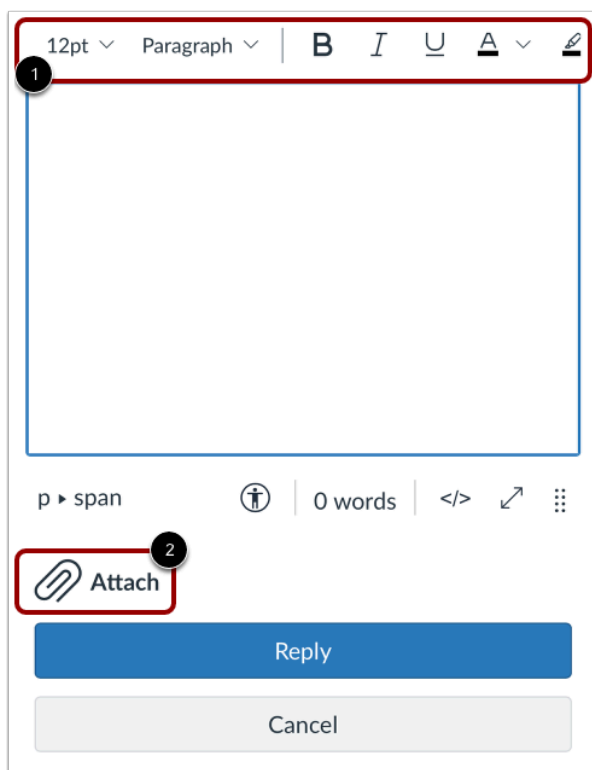 12pt Paragraph B I U A
1
p ▸ span 0 words </>
2
Attach
Reply
Cancel